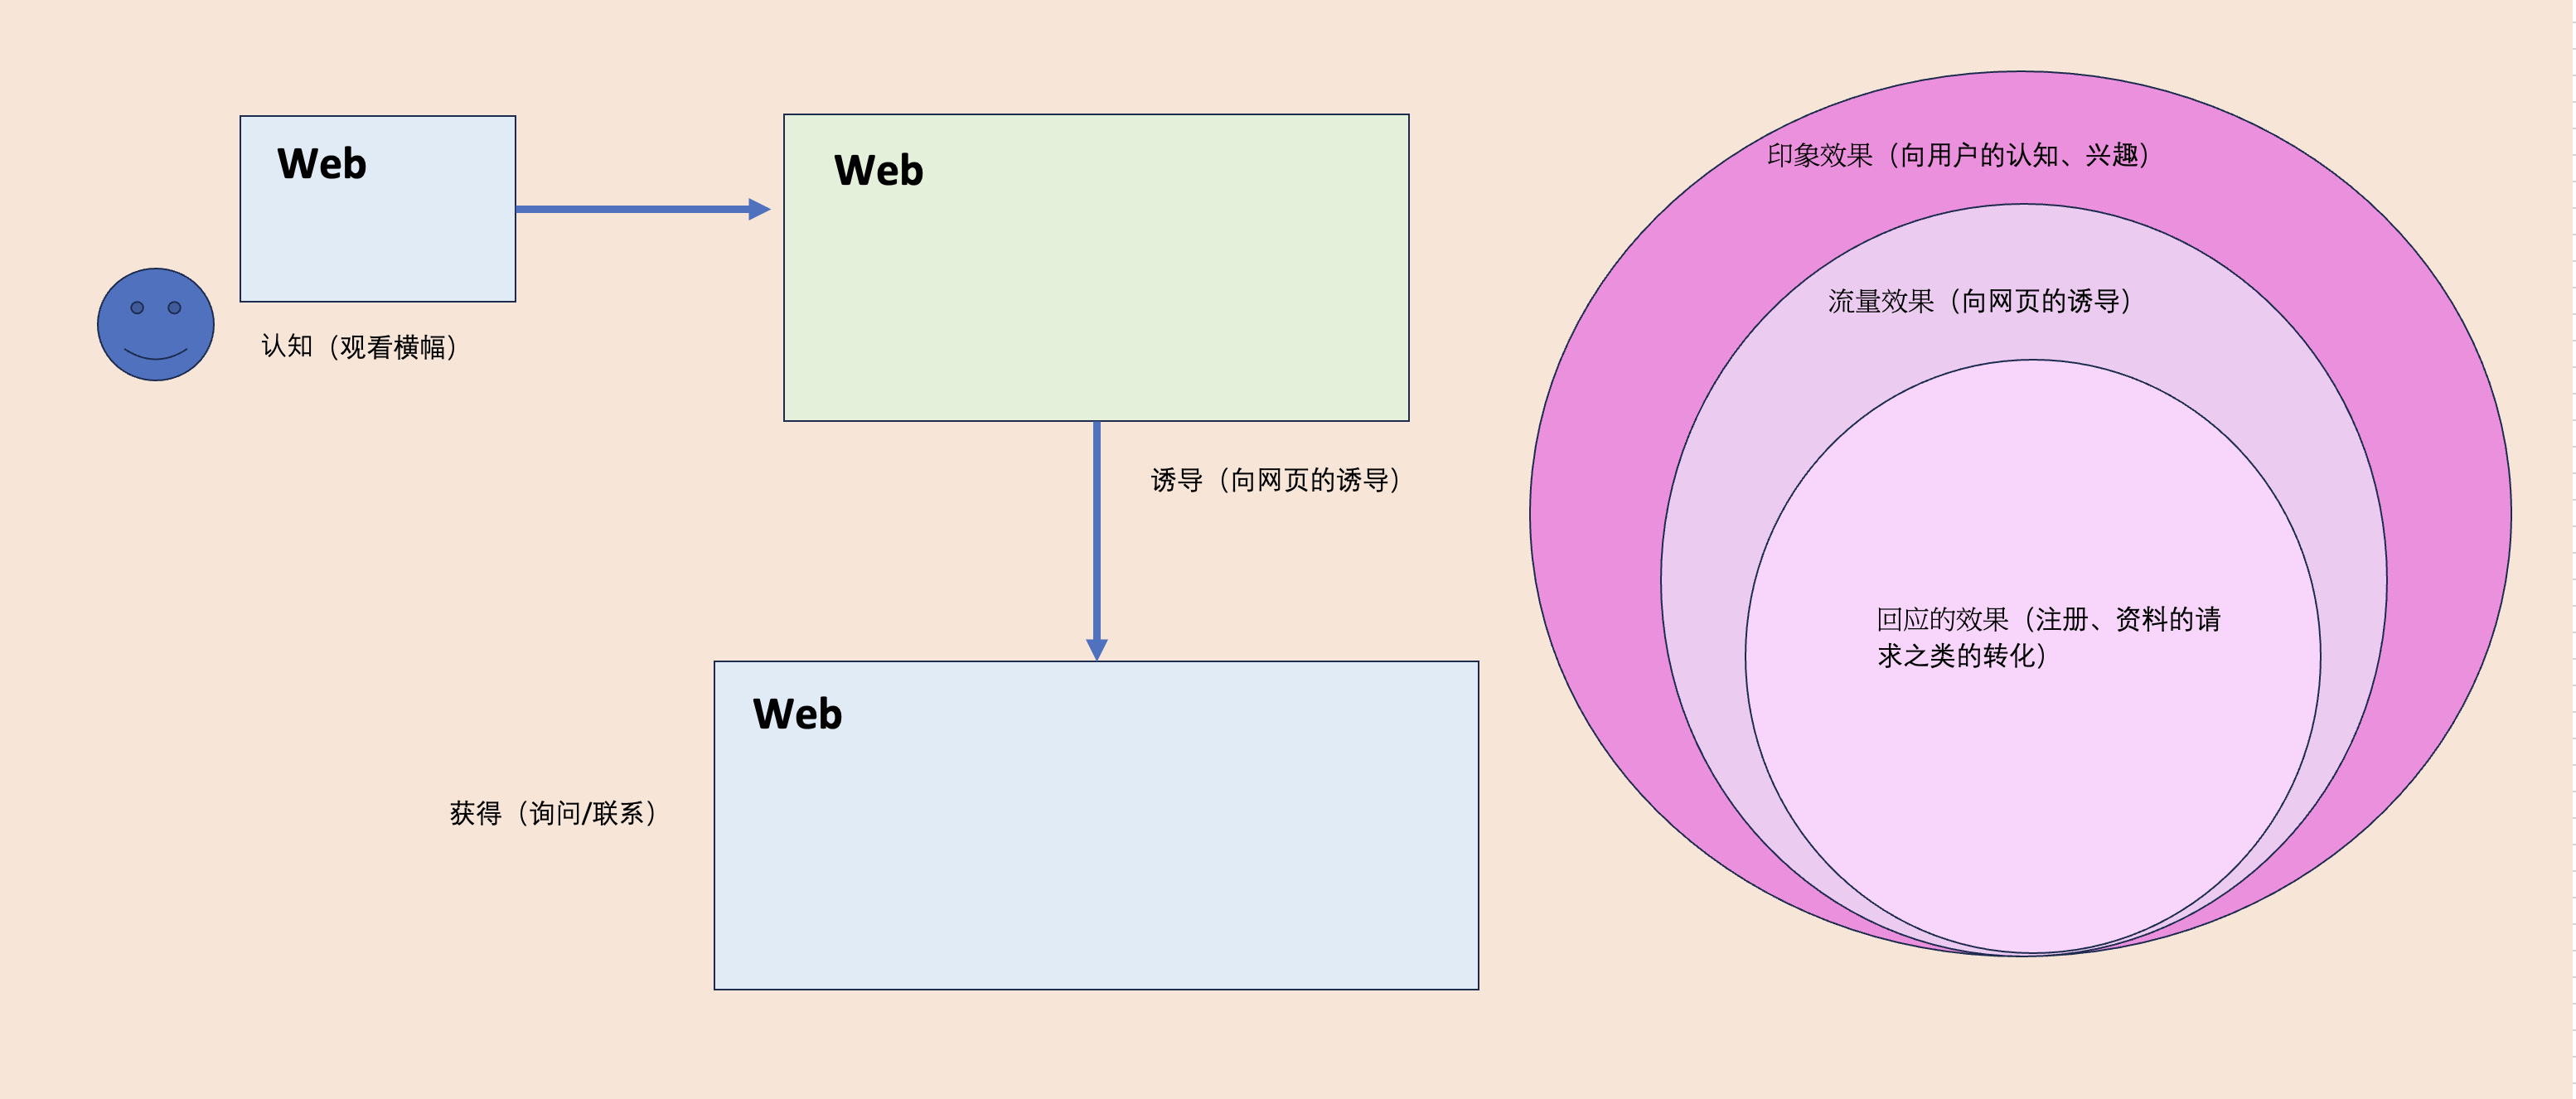 Web
认知（观看横幅）
Web
诱导（向网页的诱导）
Web
获得（询问/联系）
印象效果（向用户的认知、兴趣）
流量效果（向网页的诱导）
回应的效果（注册、资料的请
求之类的转化）